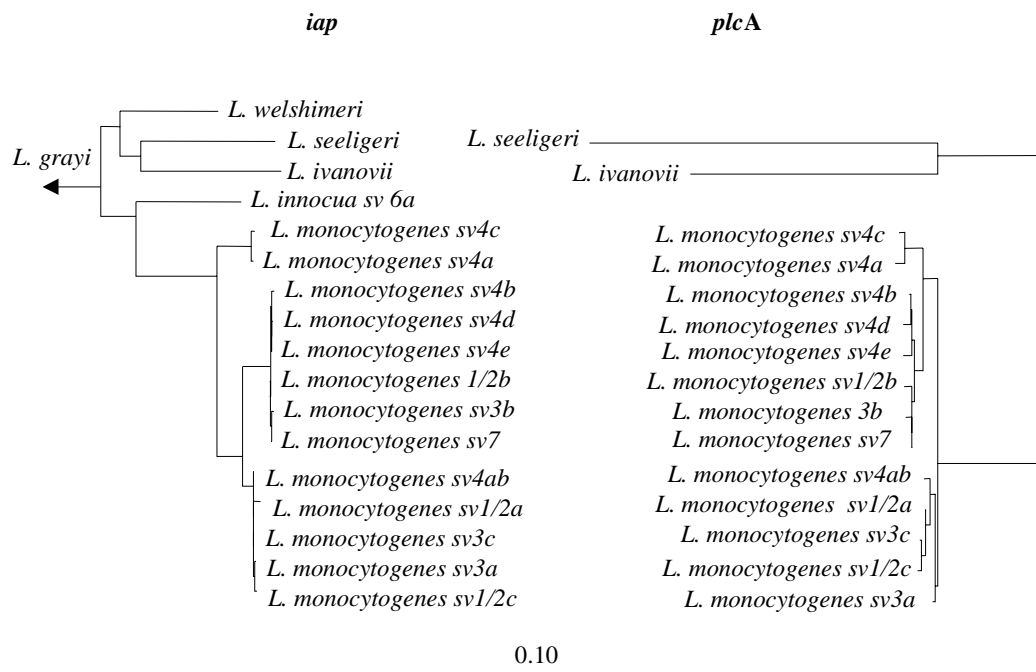 iap plcA
L. welshimeri
L. seeligeri L. seeligeri
L. grayi
L. ivanovii L. ivanovii
L. innocua sv 6a
L. monocytogenes sv4c L. monocytogenes sv4c
L. monocytogenes sv4a L. monocytogenes sv4a
L. monocytogenes sv4b L. monocytogenes sv4b
L. monocytogenes sv4d L. monocytogenes sv4d
L. monocytogenes sv4e L. monocytogenes sv4e
L. monocytogenes 1/2b L. monocytogenes sv1/2b
L. monocytogenes sv3b L. monocytogenes 3b
L. monocytogenes sv7 L. monocytogenes sv7
L. monocytogenes sv4ab L. monocytogenes sv4ab
L. monocytogenes sv1/2a L. monocytogenes sv1/2a
L. monocytogenes sv3c L. monocytogenes sv3c
L. monocytogenes sv3a L. monocytogenes sv1/2c
L. monocytogenes sv1/2c L. monocytogenes sv3a
0.10